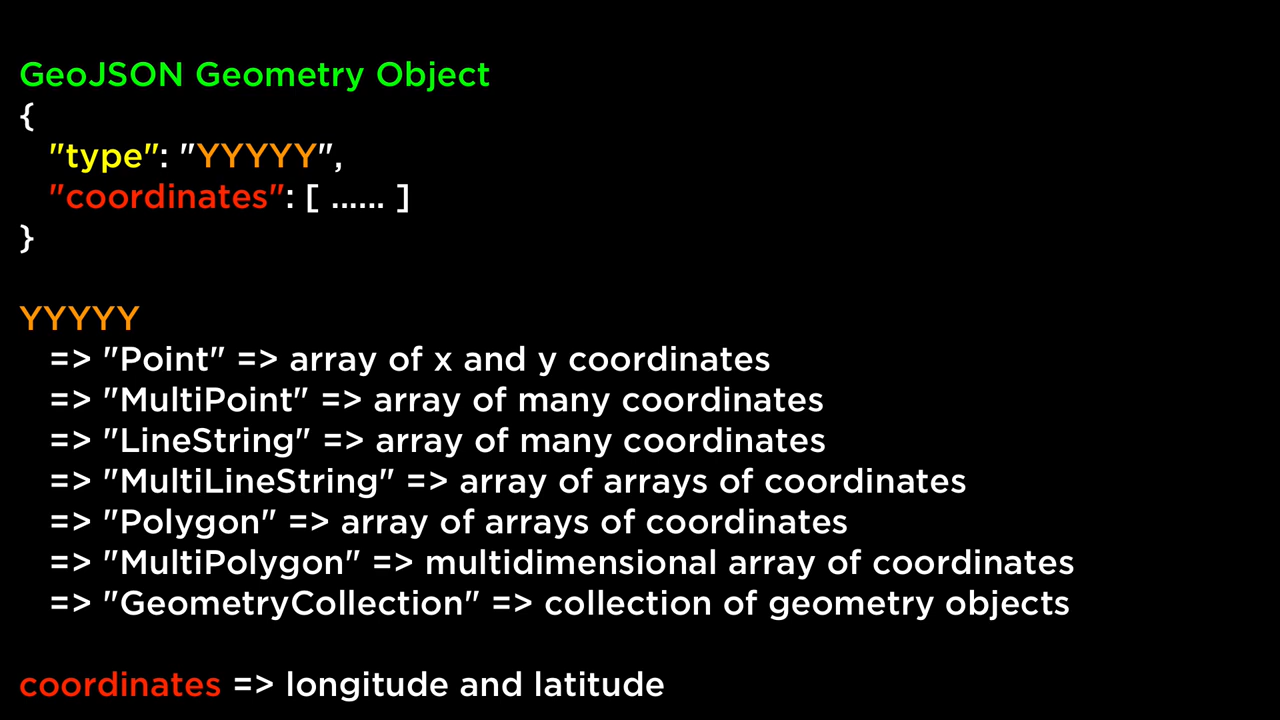 GeoJSON Geometry Object
{
"type": "YYYYY",
"coordinates": [ ...... ]
}
YYYYY
=> "Point" => array of x and y coordinates
=> "MultiPoint" => array of many coordinates
=> "LineString" => array of many coordinates
=> "MultiLineString" => array of arrays of coordinates
=> "Polygon" => array of arrays of coordinates
=> "MultiPolygon" => multidimensional array of coordinates
=> "GeometryCollection" => collection of geometry objects
coordinates => longitude and latitude